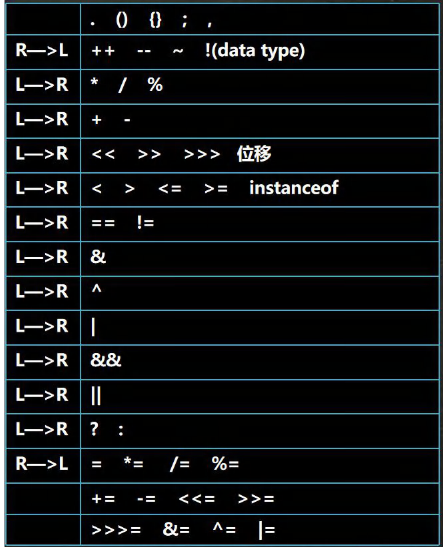 . () {} ; ,
R—>L ++ -- ~ !(data type)
L—>R * / %
L—>R + -
L—>R << >> >>> 位移
L—>R < > <= >= instanceof
L—>R == !=
L—>R &
L—>R ^
L—>R |
L—>R &&
L—>R ||
L—>R ? :
R—>L = *= /= %=
+= -= <<= >>=
>>>= &= ^= |=